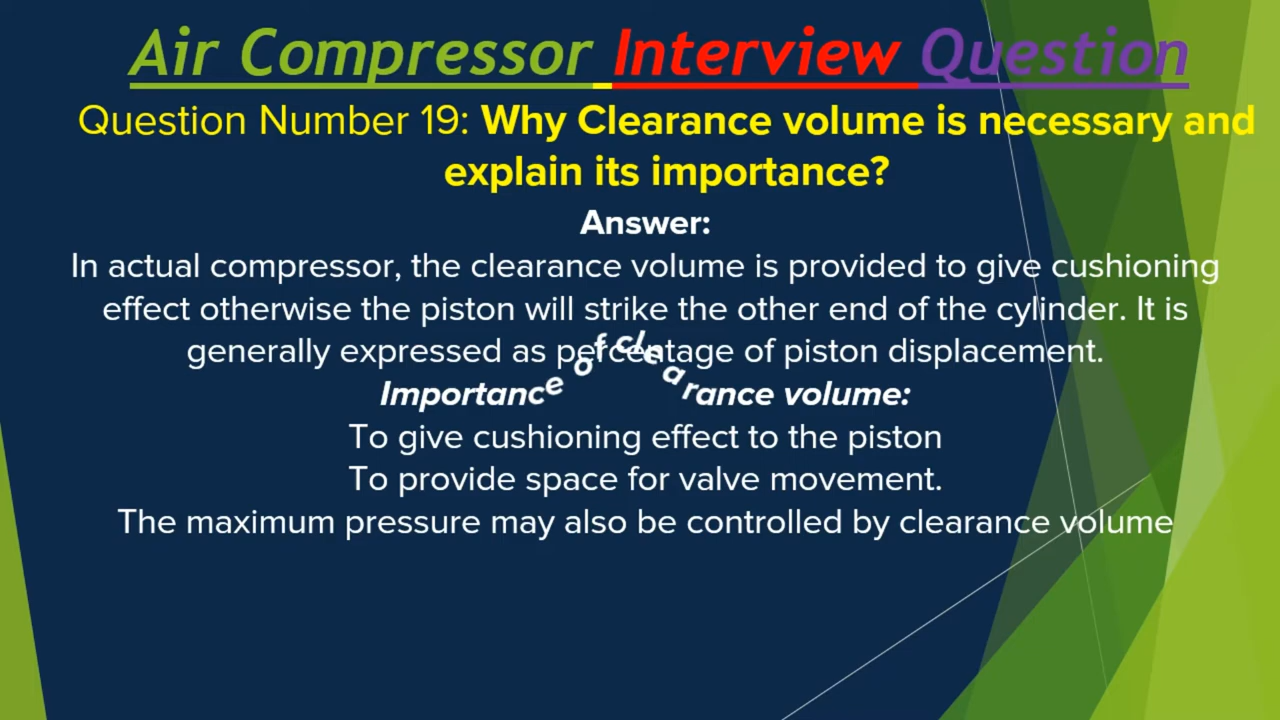 Air Compressor Interview Question
Question Number 19: Why Clearance volume is necessary and
explain its importance?
Answer:
In actual compressor, the clearance volume is provided to give cushioning
effect otherwise the piston will strike the other end of the cylinder. It is
generally expressed as percentage of piston displacement.
Importance of clearance volume:
To give cushioning effect to the piston
To provide space for valve movement.
The maximum pressure may also be controlled by clearance volume